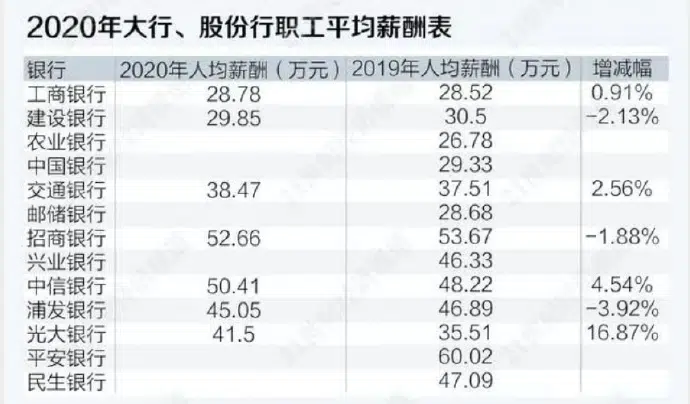 2020年大行、股份行职工平均薪酬表
银行 2020年人均薪酬（万元） 2019年人均薪酬（万元） 增减幅
工商银行 28.78 28.52 0.91%
建设银行 29.85 30.5 -2.13%
农业银行 26.78
中国银行 29.33
交通银行 38.47 37.51 2.56%
邮储银行 28.68
招商银行 52.66 53.67 -1.88%
兴业银行 46.33
中信银行 50.41 48.22 4.54%
浦发银行 45.05 46.89 -3.92%
光大银行 41.5 35.51 16.87%
平安银行 60.02
民生银行 47.09